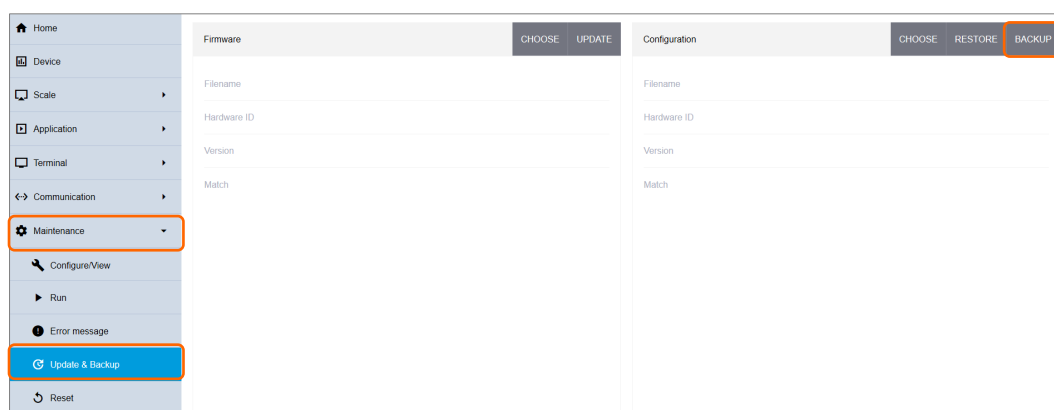 Home
Device
Scale
Application
Terminal
Communication
Maintenance
Configure/View
Run
Error message
Update & Backup
Reset
Firmware CHOOSE UPDATE
Filename
Hardware ID
Version
Match
Configuration CHOOSE RESTORE BACKUP
Filename
Hardware ID
Version
Match